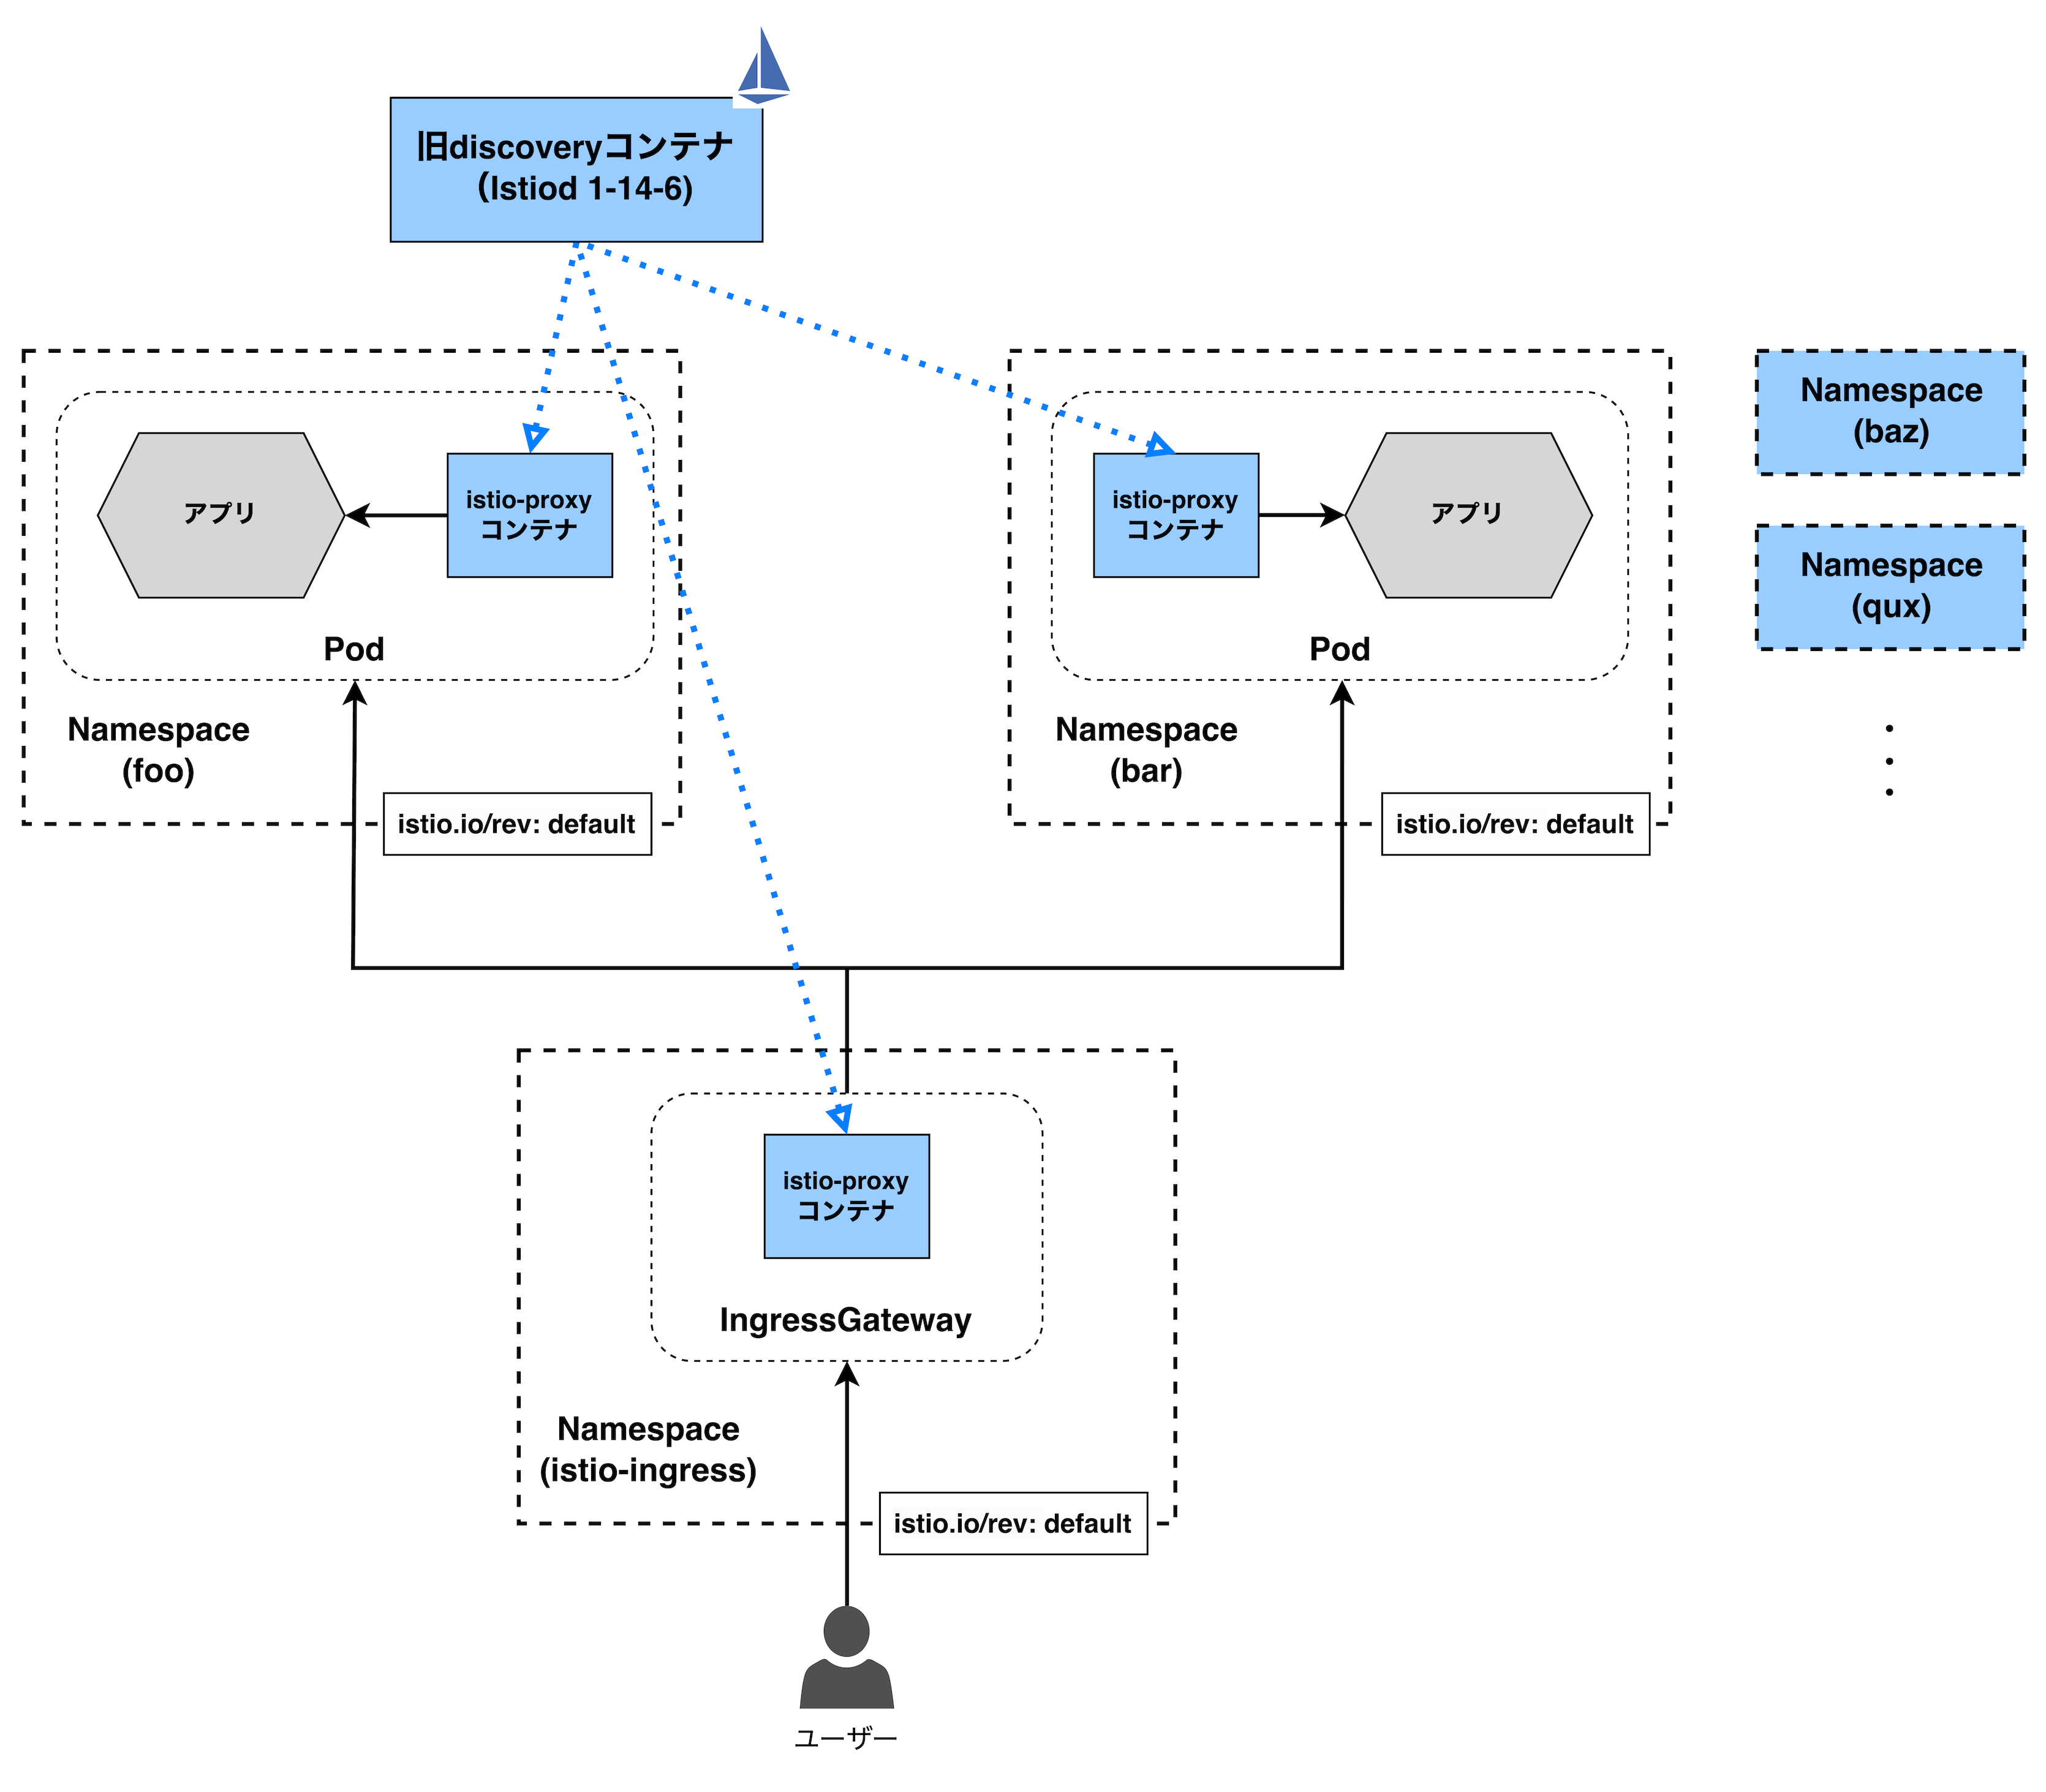 旧discoveryコンテナ
(Istiod 1-14-6)
アプリ
istio-proxy
コンテナ
Pod
Namespace
(foo)
istio.io/rev: default
istio-proxy
コンテナ
アプリ
Pod
Namespace
(bar)
istio.io/rev: default
Namespace
(baz)
Namespace
(qux)
istio-proxy
コンテナ
IngressGateway
Namespace
(istio-ingress)
istio.io/rev: default
ユーザー